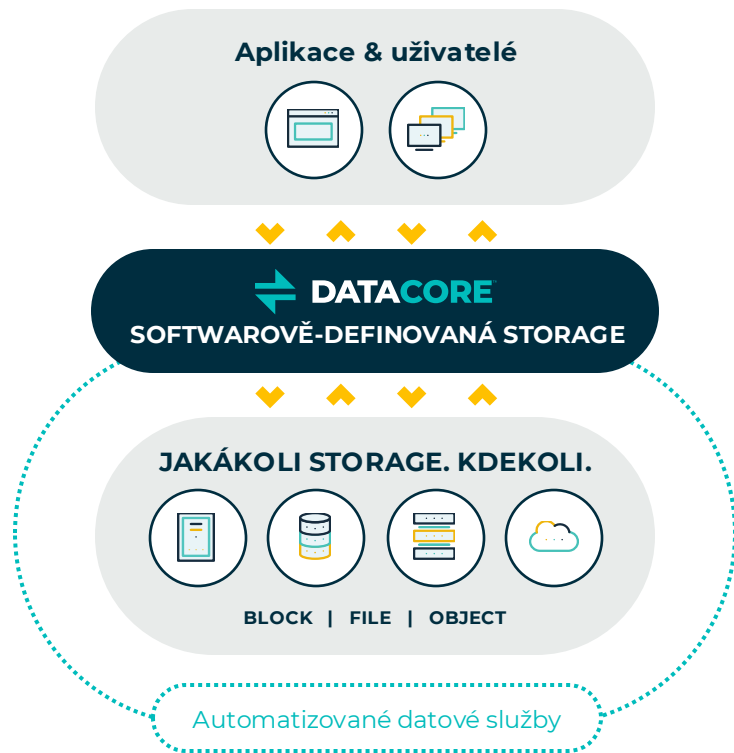 Aplikace & uživatelé
DATACORE
SOFTWAROVĚ-DEFINOVANÁ STORAGE
JAKÁKOLI STORAGE. KDEKOLI.
BLOCK | FILE | OBJECT
Automatizované datové služby